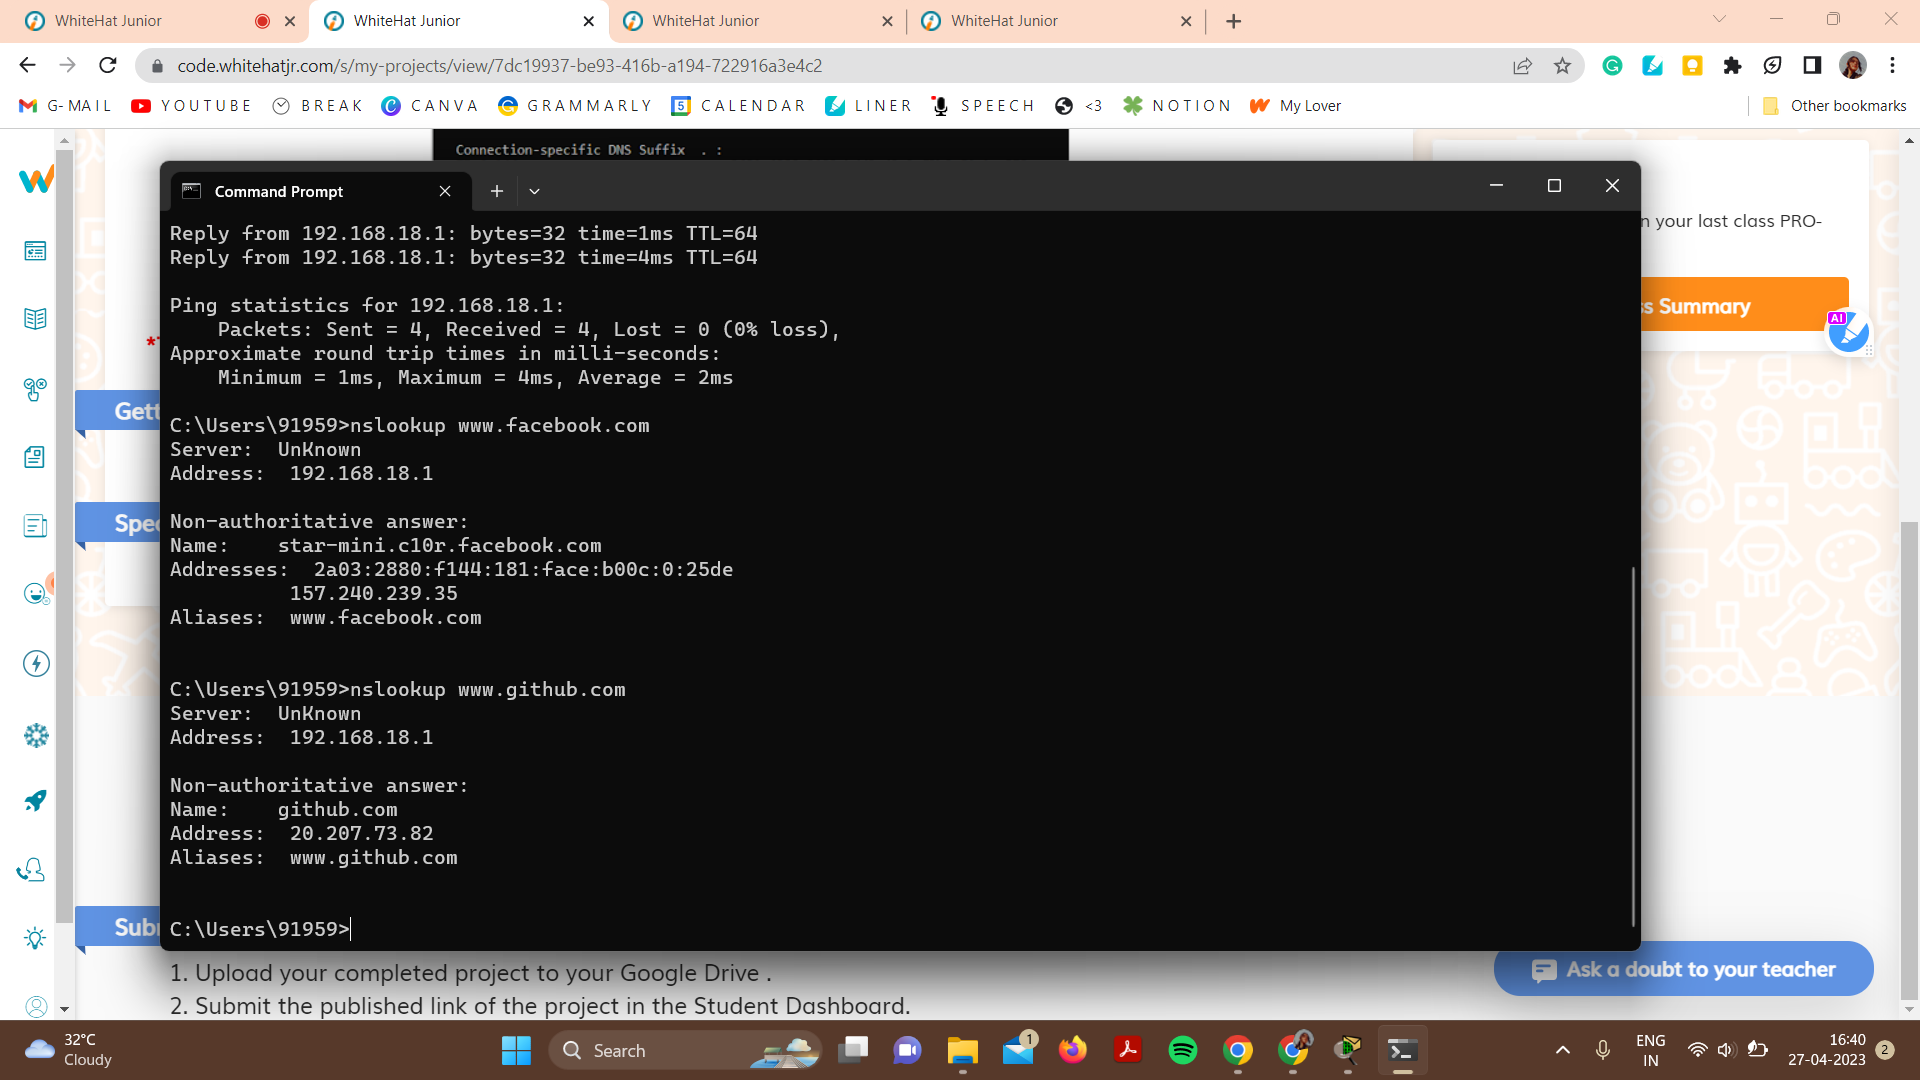 WhiteHat Junior
WhiteHat Junior
WhiteHat Junior
WhiteHat Junior
code.whitehatjr.com/s/my-projects/view/7dc19937-be93-416b-a194-722916a3e4c2
G-MAIL
YOUTUBE
BREAK
CANVA
GRAMMARLY
5
CALENDAR
LINER
SPEECH
<3
NOTION
My Lover
Other bookmarks
Connection-specific DNS Suffix . :
Command Prompt
Reply from 192.168.18.1: bytes=32 time=1ms TTL=64
Reply from 192.168.18.1: bytes=32 time=4ms TTL=64
Ping statistics for 192.168.18.1:
Packets: Sent = 4, Received = 4, Lost = 0 (0% loss),
Approximate round trip times in milli-seconds:
Minimum = 1ms, Maximum = 4ms, Average = 2ms
C:\Users\91959>nslookup www.facebook.com
Server: UnKnown
Address: 192.168.18.1
Non-authoritative answer:
Name: star-mini.c10r.facebook.com
Addresses: 2a03:2880:f144:181:face:b00c:0:25de
157.240.239.35
Aliases: www.facebook.com
C:\Users\91959>nslookup www.github.com
Server: UnKnown
Address: 192.168.18.1
Non-authoritative answer:
Name: github.com
Address: 20.207.73.82
Aliases: www.github.com
C:\Users\91959>
n your last class PRO-
s Summary
AI
Gett
Spec
Sub
1. Upload your completed project to your Google Drive .
2. Submit the published link of the project in the Student Dashboard.
Ask a doubt to your teacher
32°C
Cloudy
Search
1
ENG
IN
16:40
27-04-2023
2